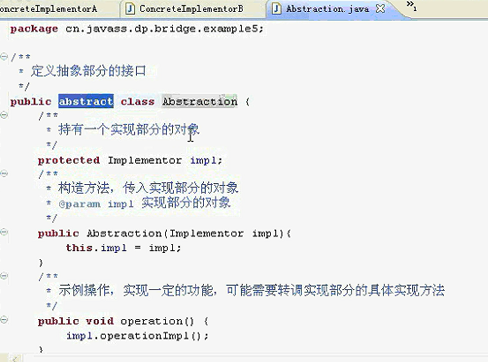 ConcreteImplementorA
ConcreteImplementorB
Abstraction.java
»1
package cn.javass.dp.bridge.example5;
/**
 * 定义抽象部分的接口
 */
public abstract class Abstraction {
/**
 * 持有一个实现部分的对象
 */
protected Implementor impl;
/**
 * 构造方法，传入实现部分的对象
 * @param impl 实现部分的对象
 */
public Abstraction(Implementor impl){
this.impl = impl;
}
/**
 * 示例操作，实现一定的功能，可能需要转调实现部分的具体实现方法
 */
public void operation() {
impl.operationImpl();
}